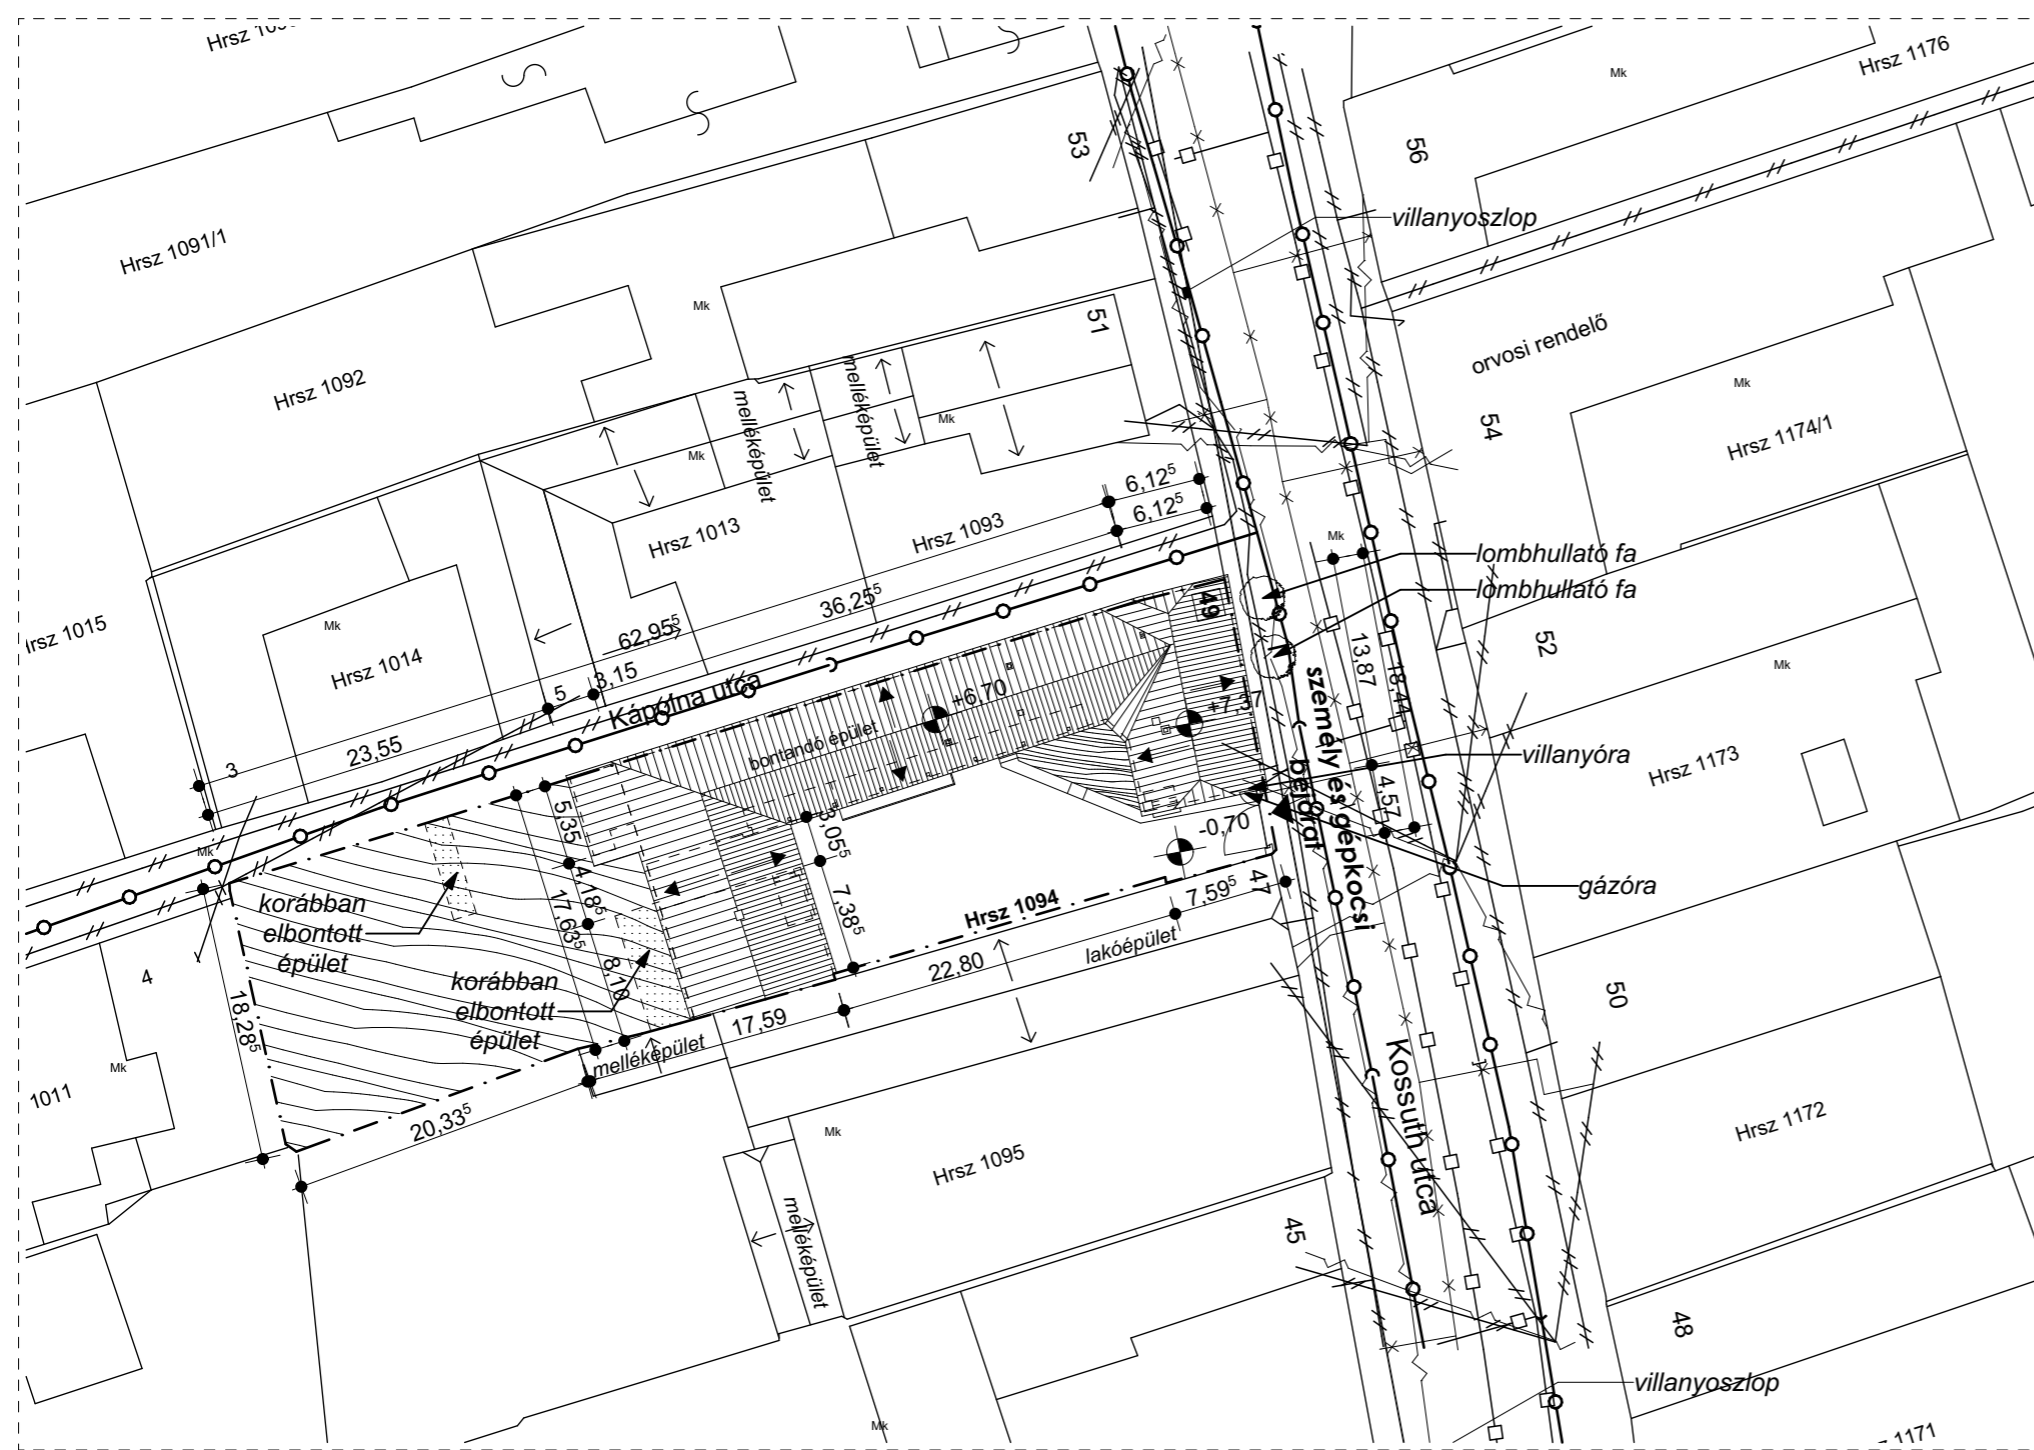 Hrsz 1176
Mk
53
56
villanyoszlop
Hrsz 1091/1
Mk
51
orvosi rendelő
Mk
Hrsz 1092
melléképület
melléképület
Mk
54
Hrsz 1174/1
Mk
6,12⁵
6,12⁵
Hrsz 1013
Hrsz 1093
Mk
lombhullató fa
lombhullató fa
36,25⁵
62,95⁵
49
Hrsz 1015
Mk
Hrsz 1014
52
Mk
13,87
18,44
5
3,15
Kápolna utca
+6,70
+7,37
személy és gépkocsi
bejárat
bontandó épület
villanyóra
Hrsz 1173
3
23,55
4,57
5,35
3,05⁵
-0,70
Mk
gázóra
4,18⁵
17,63⁵
7,38⁵
47
7,59⁵
Hrsz 1094
korábban
elbontott
épület
lakóépület
22,80
4
korábban
elbontott
épület
8,10
50
18,28⁵
17,59
melléképület
Mk
1011
Kossuth utca
20,33⁵
Mk
Hrsz 1172
Hrsz 1095
melléképület
45
48
villanyoszlop
Mk
1171